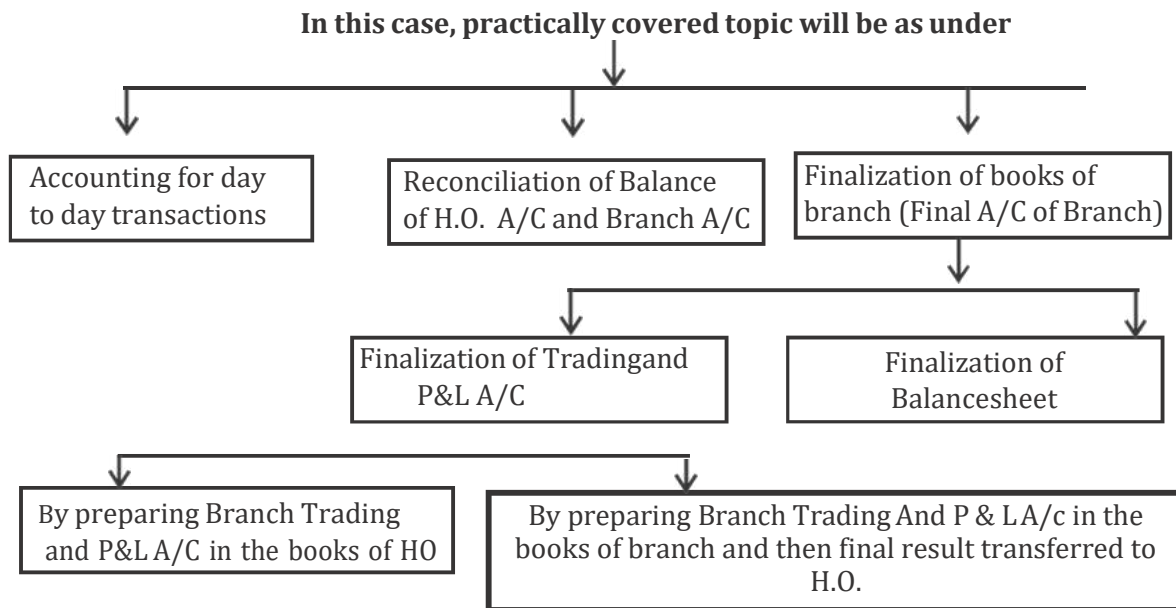 In this case, practically covered topic will be as under
Accounting for day
to day transactions
Reconciliation of Balance
of H.O. A/C and Branch A/C
Finalization of books of
branch (Final A/C of Branch)
Finalization of Tradingand
P&L A/C
Finalization of
Balancesheet
By preparing Branch Trading
and P&L A/C in the books of HO
By preparing Branch Trading And P & L A/c in the
books of branch and then final result transferred to
H.O.